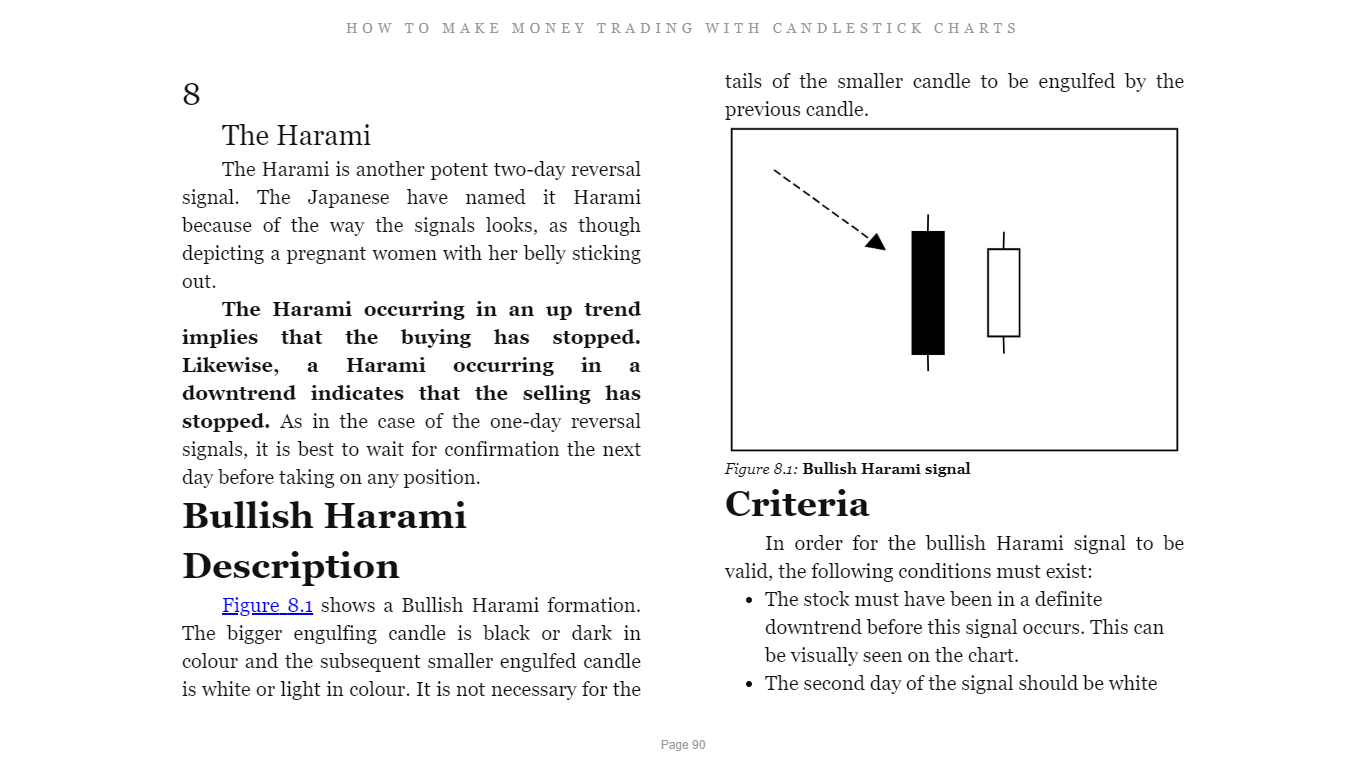 HOW TO MAKE MONEY TRADING WITH CANDLESTICK CHARTS
8
The Harami
The Harami is another potent two-day reversal
signal. The Japanese have named it Harami
because of the way the signals looks, as though
depicting a pregnant women with her belly sticking
out.
The Harami occurring in an up trend
implies that the buying has stopped.
Likewise, a Harami occurring in a
downtrend indicates that the selling has
stopped. As in the case of the one-day reversal
signals, it is best to wait for confirmation the next
day before taking on any position.
Bullish Harami
Description
Figure 8.1 shows a Bullish Harami formation.
The bigger engulfing candle is black or dark in
colour and the subsequent smaller engulfed candle
is white or light in colour. It is not necessary for the
tails of the smaller candle to be engulfed by the
previous candle.
Figure 8.1: Bullish Harami signal
Criteria
In order for the bullish Harami signal to be
valid, the following conditions must exist:
• The stock must have been in a definite
downtrend before this signal occurs. This can
be visually seen on the chart.
• The second day of the signal should be white
Page 90